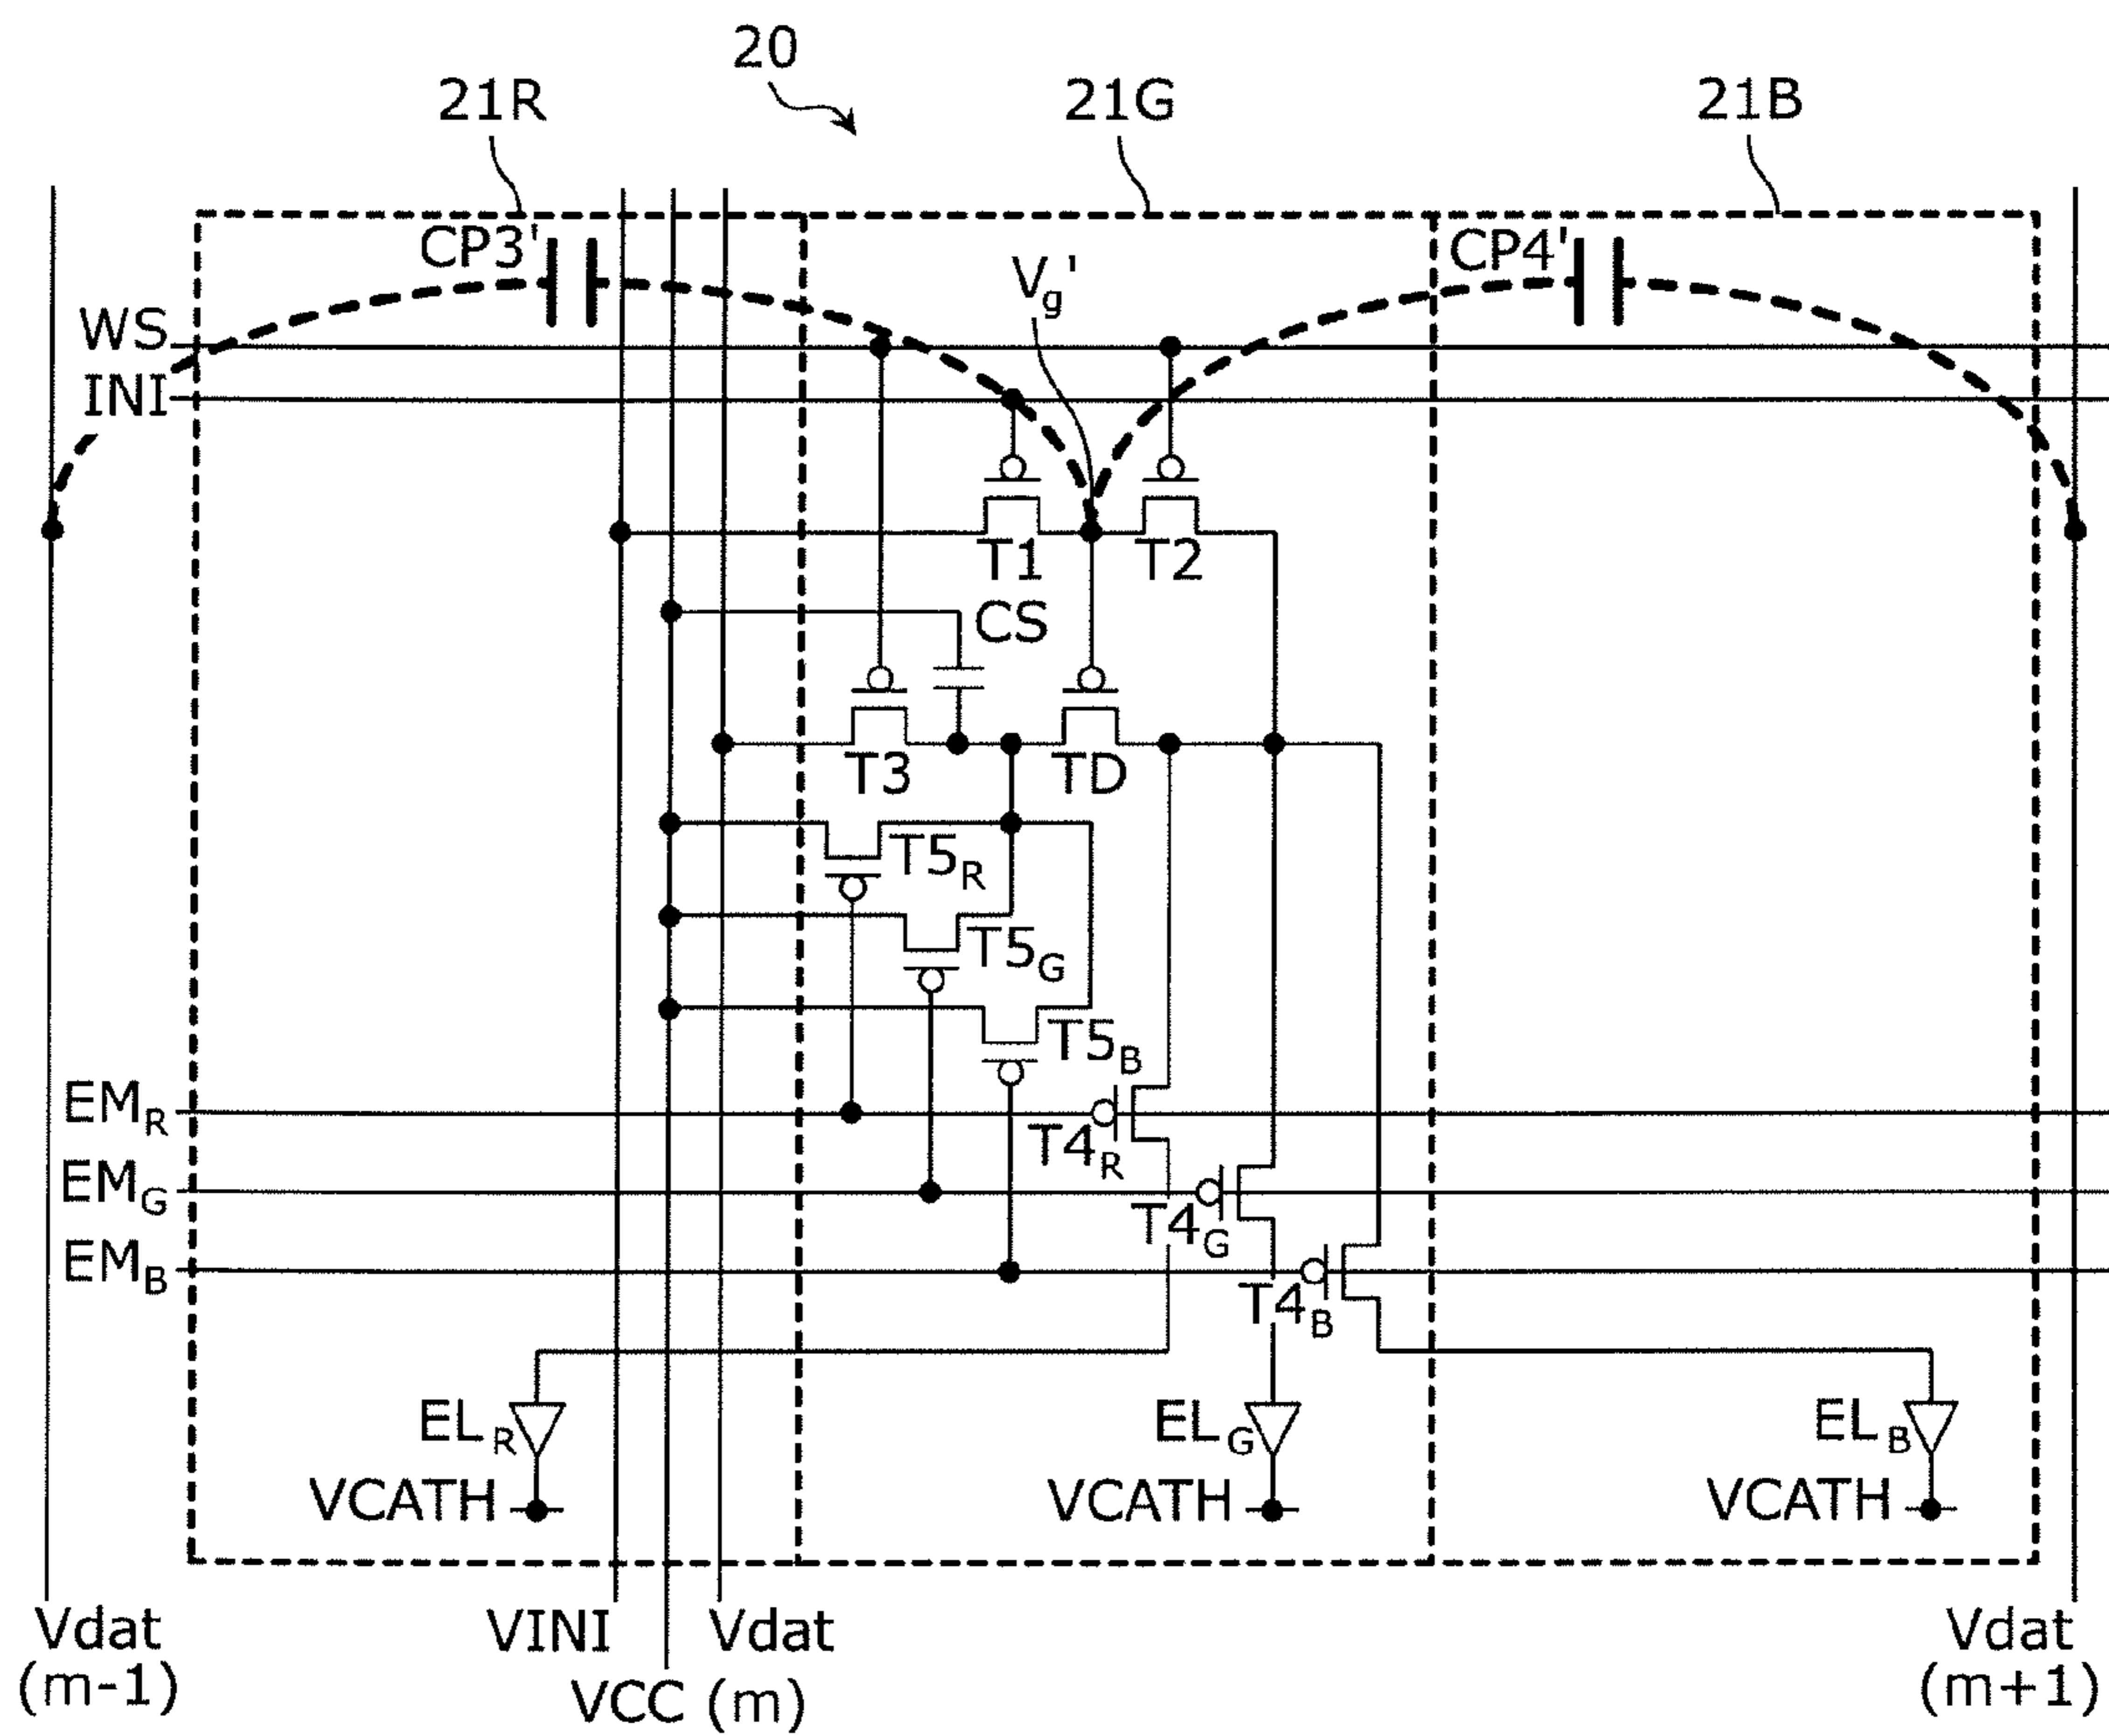 20
21R
21G
21B
CP3'
Vg'
CP4'
WS
INI
T1
T2
CS
T3
TD
T5R
T5G
T5B
EMR
T4R
EMG
T4G
EMB
T4B
ELR
ELG
ELB
VCATH
VCATH
VCATH
Vdat
(m-1)
VINI
Vdat
VCC (m)
Vdat
(m+1)